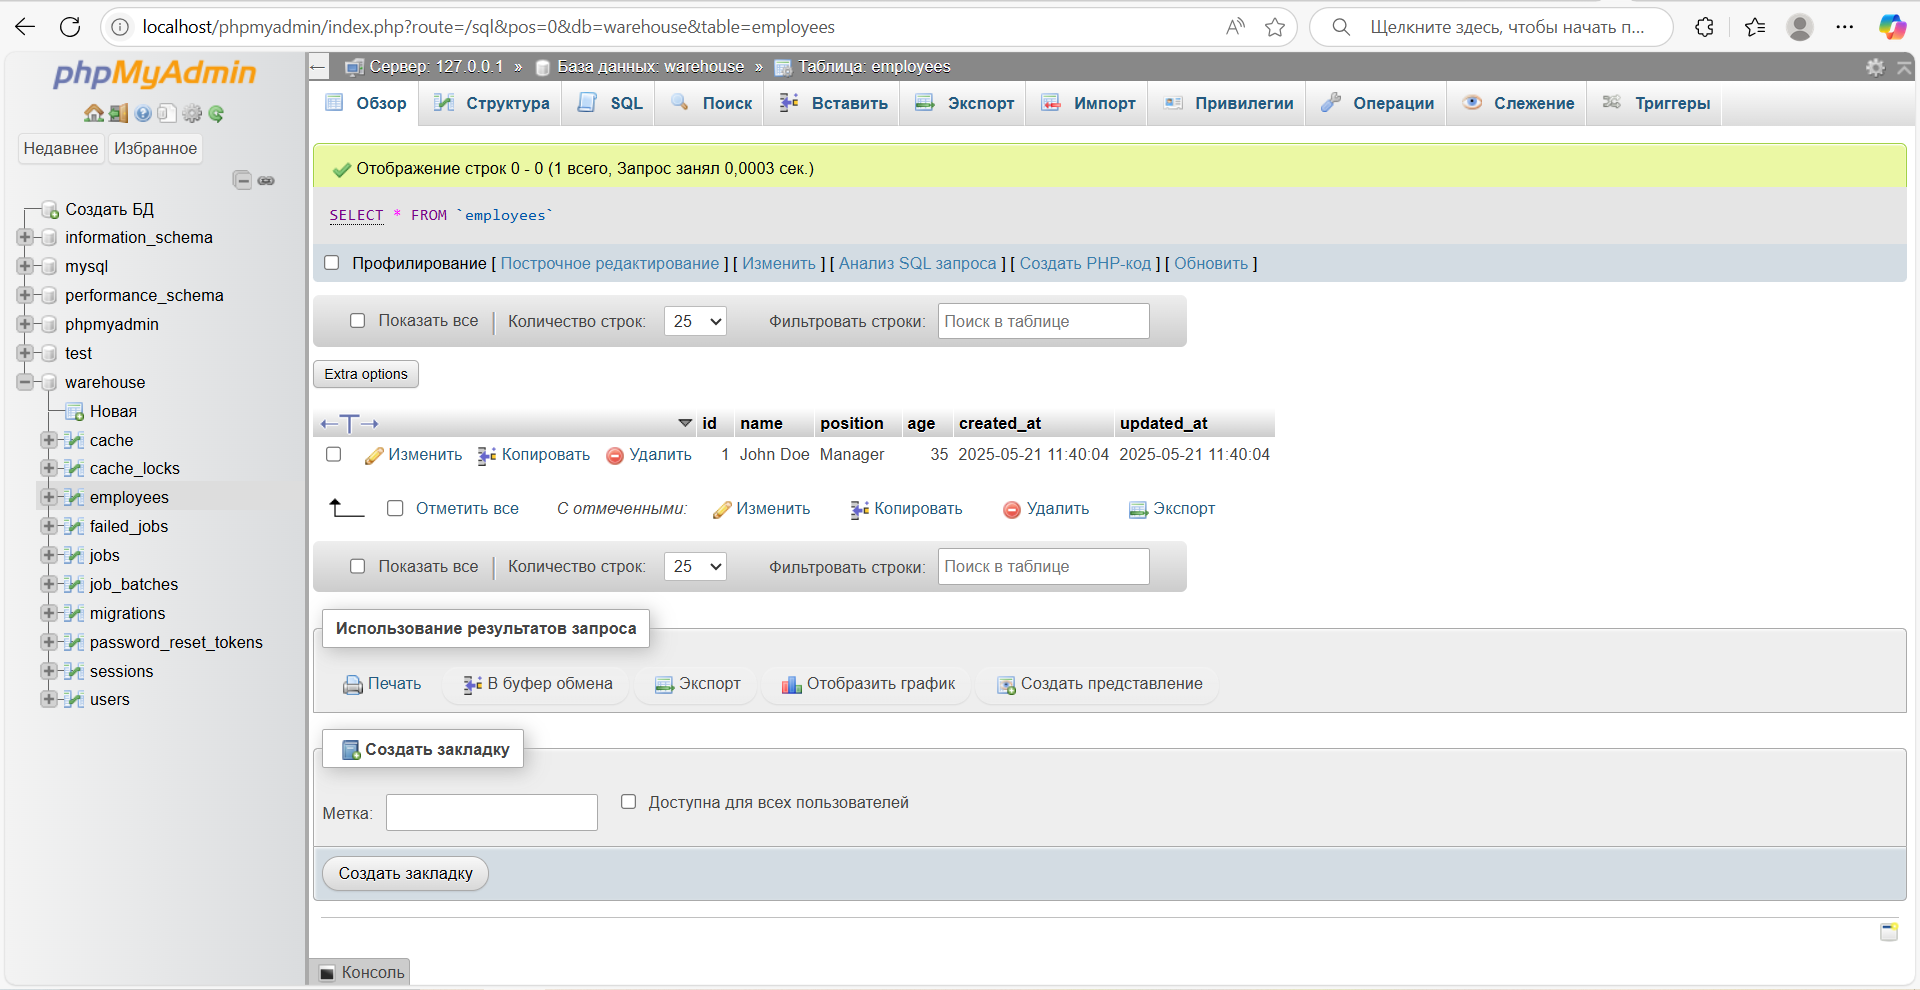 localhost/phpmyadmin/index.php?route=/sql&pos=0&db=warehouse&table=employees
Щелкните здесь, чтобы начать п...
phpMyAdmin
Недавнее
Избранное
Создать БД
information_schema
mysql
performance_schema
phpmyadmin
test
warehouse
Новая
cache
cache_locks
employees
failed_jobs
jobs
job_batches
migrations
password_reset_tokens
sessions
users
Сервер: 127.0.0.1 » База данных: warehouse » Таблица: employees
Обзор Структура SQL Поиск Вставить Экспорт Импорт Привилегии Операции Слежение Триггеры
Отображение строк 0 - 0 (1 всего, Запрос занял 0,0003 сек.)
SELECT * FROM `employees`
Профилирование [ Построчное редактирование ] [ Изменить ] [ Анализ SQL запроса ] [ Создать PHP-код ] [ Обновить ]
Показать все Количество строк: 25 Фильтровать строки: Поиск в таблице
Extra options
id name position age created_at updated_at
Изменить Копировать Удалить 1 John Doe Manager 35 2025-05-21 11:40:04 2025-05-21 11:40:04
Отметить все С отмеченными: Изменить Копировать Удалить Экспорт
Показать все Количество строк: 25 Фильтровать строки: Поиск в таблице
Использование результатов запроса
Печать В буфер обмена Экспорт Отобразить график Создать представление
Создать закладку
Метка: Доступна для всех пользователей
Создать закладку
Консоль